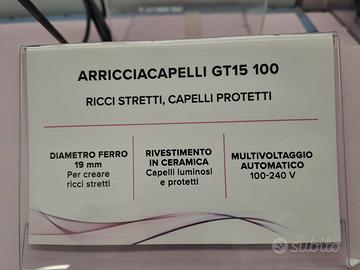 ARRICCIACAPELLI GT15 100
RICCI STRETTI, CAPELLI PROTETTI
DIAMETRO FERRO
19 mm
Per creare
ricci stretti
RIVESTIMENTO
IN CERAMICA
Capelli luminosi
e protetti
MULTIVOLTAGGIO
AUTOMATICO
100-240 V
subito